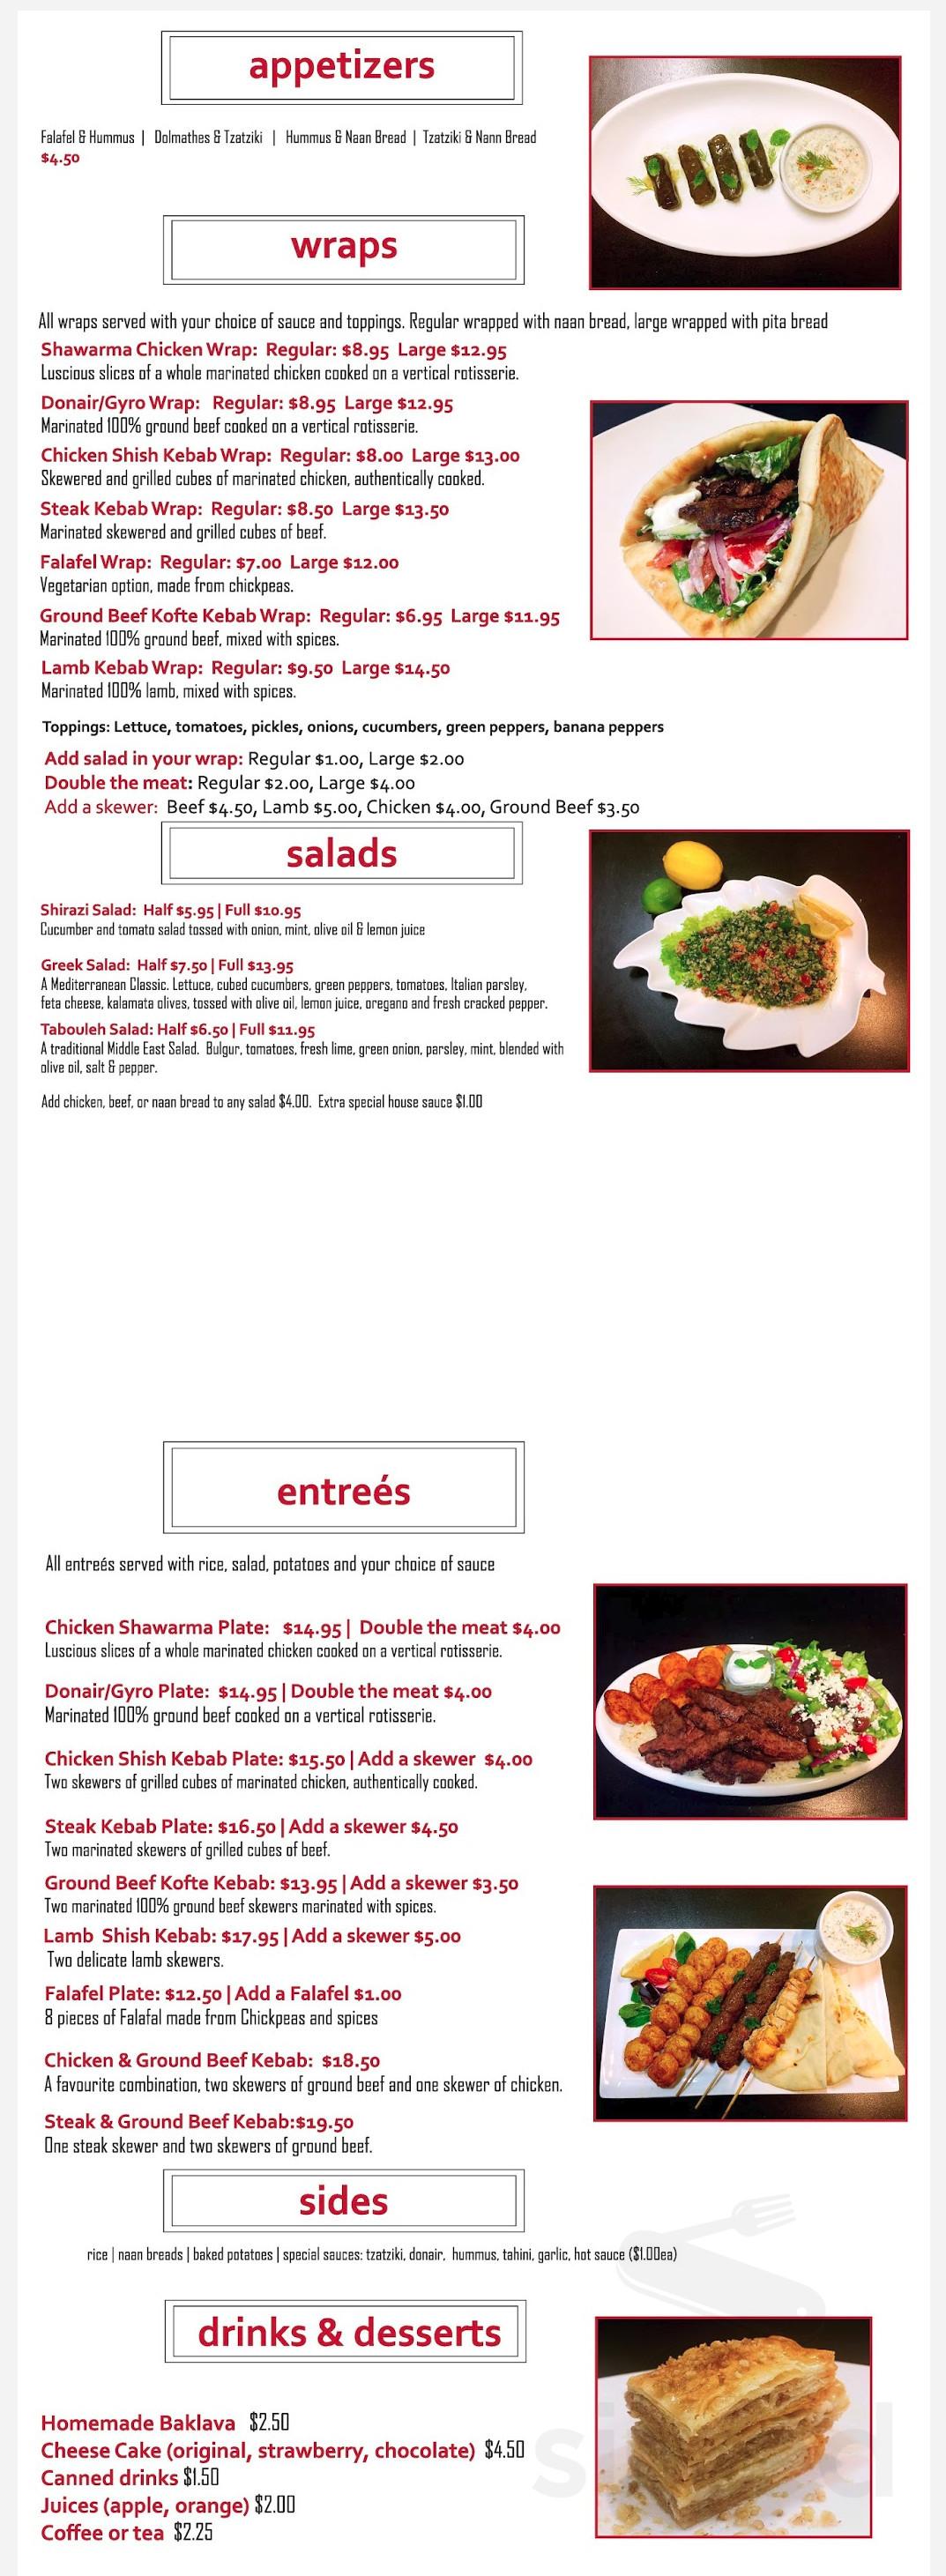 appetizers
Falafel & Hummus | Dolmathes & Tzatziki | Hummus & Naan Bread | Tzatziki & Nann Bread
$4.50
wraps
All wraps served with your choice of sauce and toppings. Regular wrapped with naan bread, large wrapped with pita bread
Shawarma Chicken Wrap: Regular: $8.95 Large $12.95
Luscious slices of a whole marinated chicken cooked on a vertical rotisserie.
Donair/Gyro Wrap: Regular: $8.95 Large $12.95
Marinated 100% ground beef cooked on a vertical rotisserie.
Chicken Shish Kebab Wrap: Regular: $8.00 Large $13.00
Skewered and grilled cubes of marinated chicken, authentically cooked.
Steak Kebab Wrap: Regular: $8.50 Large $13.50
Marinated skewered and grilled cubes of beef.
Falafel Wrap: Regular: $7.00 Large $12.00
Vegetarian option, made from chickpeas.
Ground Beef Kofte Kebab Wrap: Regular: $6.95 Large $11.95
Marinated 100% ground beef, mixed with spices.
Lamb Kebab Wrap: Regular: $9.50 Large $14.50
Marinated 100% lamb, mixed with spices.
Toppings: Lettuce, tomatoes, pickles, onions, cucumbers, green peppers, banana peppers
Add salad in your wrap: Regular $1.00, Large $2.00
Double the meat: Regular $2.00, Large $4.00
Add a skewer: Beef $4.50, Lamb $5.00, Chicken $4.00, Ground Beef $3.50
salads
Shirazi Salad: Half $5.95 | Full $10.95
Cucumber and tomato salad tossed with onion, mint, olive oil & lemon juice
Greek Salad: Half $7.50 | Full $13.95
A Mediterranean Classic. Lettuce, cubed cucumbers, green peppers, tomatoes, Italian parsley,
feta cheese, kalamata olives, tossed with olive oil, lemon juice, oregano and fresh cracked pepper.
Tabouleh Salad: Half $6.50 | Full $11.95
A traditional Middle East Salad. Bulgur, tomatoes, fresh lime, green onion, parsley, mint, blended with
olive oil, salt & pepper.
Add chicken, beef, or naan bread to any salad $4.00. Extra special house sauce $1.00
entreés
All entreés served with rice, salad, potatoes and your choice of sauce
Chicken Shawarma Plate: $14.95 | Double the meat $4.00
Luscious slices of a whole marinated chicken cooked on a vertical rotisserie.
Donair/Gyro Plate: $14.95 | Double the meat $4.00
Marinated 100% ground beef cooked on a vertical rotisserie.
Chicken Shish Kebab Plate: $15.50 | Add a skewer $4.00
Two skewers of grilled cubes of marinated chicken, authentically cooked.
Steak Kebab Plate: $16.50 | Add a skewer $4.50
Two marinated skewers of grilled cubes of beef.
Ground Beef Kofte Kebab: $13.95 | Add a skewer $3.50
Two marinated 100% ground beef skewers marinated with spices.
Lamb Shish Kebab: $17.95 | Add a skewer $5.00
Two delicate lamb skewers.
Falafel Plate: $12.50 | Add a Falafel $1.00
8 pieces of Falafal made from Chickpeas and spices
Chicken & Ground Beef Kebab: $18.50
A favourite combination, two skewers of ground beef and one skewer of chicken.
Steak & Ground Beef Kebab:$19.50
One steak skewer and two skewers of ground beef.
sides
rice | naan breads | baked potatoes | special sauces: tzatziki, donair, hummus, tahini, garlic, hot sauce ($1.00ea)
drinks & desserts
Homemade Baklava $2.50
Cheese Cake (original, strawberry, chocolate) $4.50
Canned drinks $1.50
Juices (apple, orange) $2.00
Coffee or tea $2.25